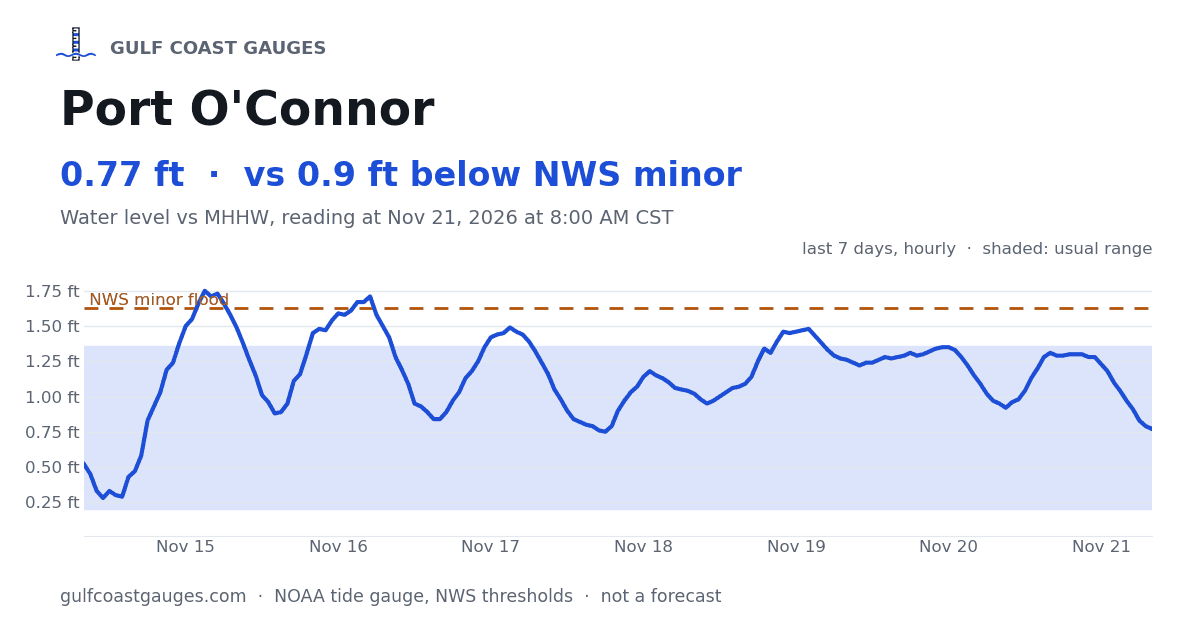 GULF COAST GAUGES
Port O'Connor
0.77 ft · vs 0.9 ft below NWS minor
Water level vs MHHW, reading at Nov 21, 2026 at 8:00 AM CST
last 7 days, hourly · shaded: usual range
1.75 ft
NWS minor flood
1.50 ft
1.25 ft
1.00 ft
0.75 ft
0.50 ft
0.25 ft
Nov 15 Nov 16 Nov 17 Nov 18 Nov 19 Nov 20 Nov 21
gulfcoastgauges.com · NOAA tide gauge, NWS thresholds · not a forecast